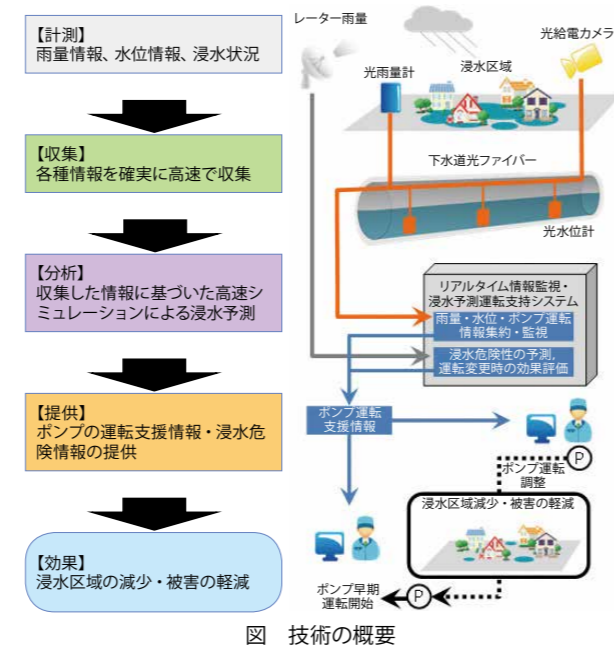 【計測】
雨量情報、水位情報、浸水状況
【収集】
各種情報を確実に高速で収集
【分析】
収集した情報に基づいた高速シ
ミュレーションによる浸水予測
【提供】
ポンプの運転支援情報・浸水危
険情報の提供
【効果】
浸水区域の減少・被害の軽減
レーター雨量
光給電カメラ
光雨量計
浸水区域
下水道光ファイバー
光水位計
リアルタイム情報監視・
浸水予測運転支持システム
雨量・水位・ポンプ運転
情報集約・監視
浸水危険性の予測,
運転変更時の効果評価
ポンプ運転
支援情報
P
ポンプ運転
調整
浸水区域減少・被害の軽減
ポンプ早期
運転開始
P
図　技術の概要